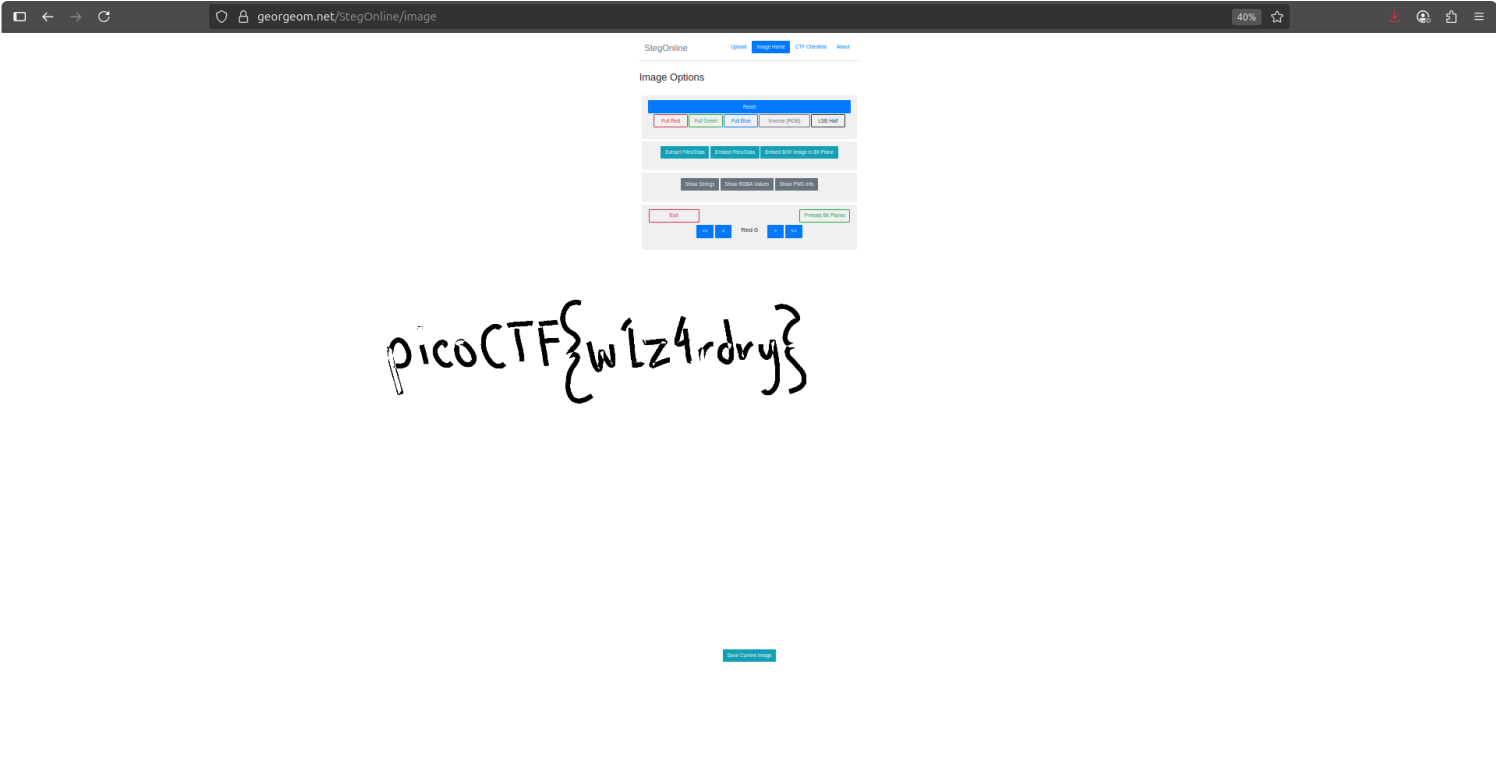 georgeom.net/StegOnline/image
40%
StegOnline
Upload
Image Home
CTF Checklist
About
Image Options
Reset
Full Red
Full Green
Full Blue
Inverse (RGB)
LSB Half
Extract Files/Data
Embed Files/Data
Embed B/W Image in Bit Plane
Show Strings
Show RGBA Values
Show PNG Info
Exit
Preload Bit Planes
<<
<
Red 0
>
>>
picoCTF{w1z4rdry}
Save Current Image